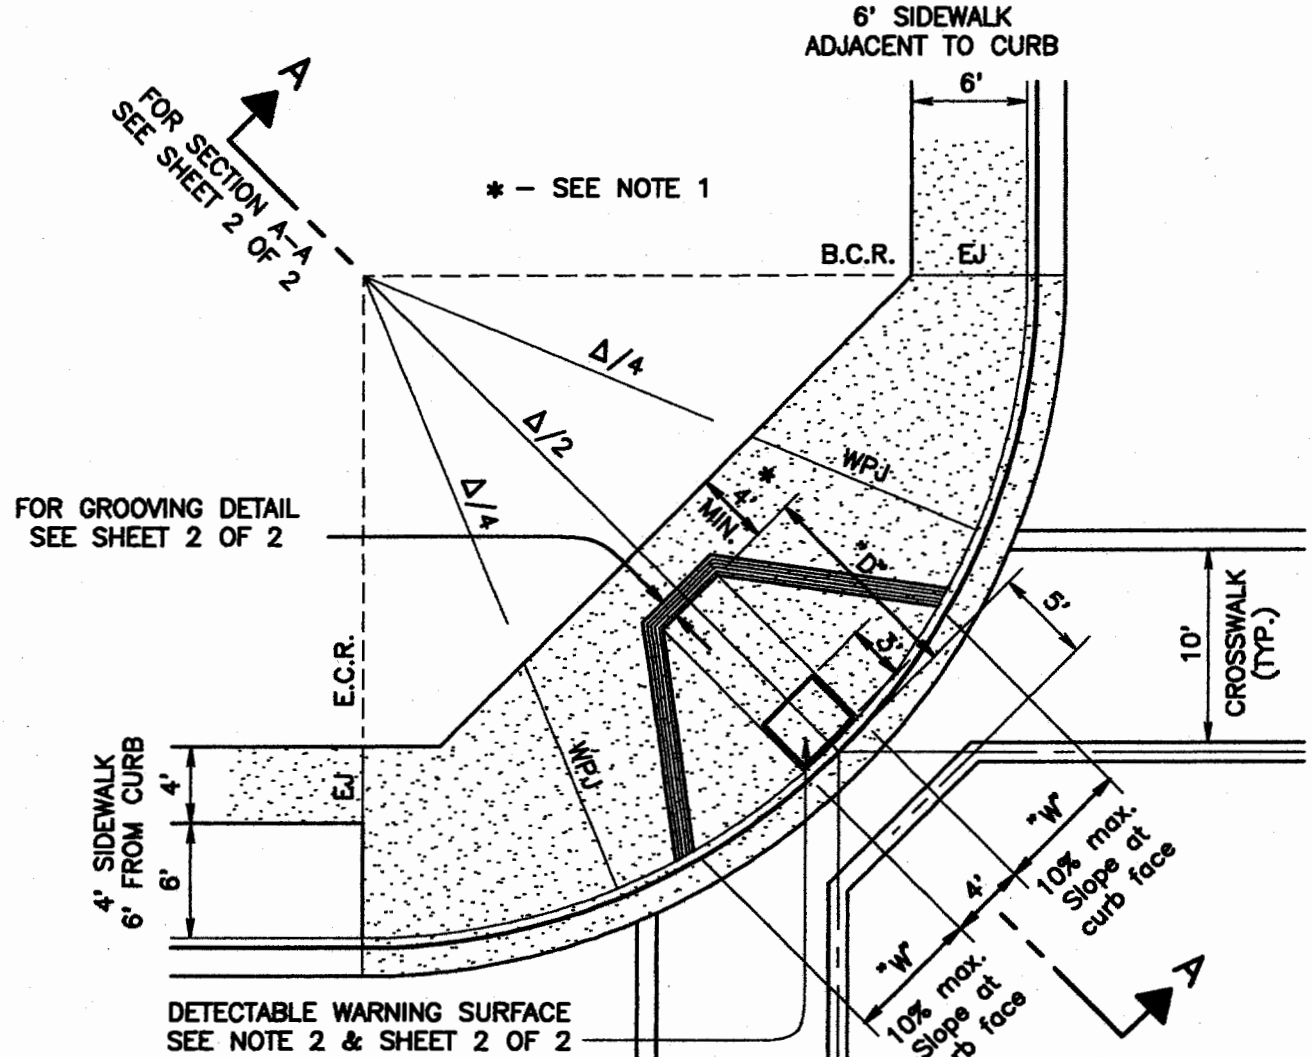 6' SIDEWALK
ADJACENT TO CURB
6'
A
FOR SECTION A-A
SEE SHEET 2 OF 2
* - SEE NOTE 1
B.C.R.
EJ
Δ/4
Δ/2
Δ/4
WPJ
*
4'
MIN.
"D"
FOR GROOVING DETAIL
SEE SHEET 2 OF 2
3'
5'
10'
CROSSWALK
(TYP.)
E.C.R.
EJ
WPJ
4' SIDEWALK
6' FROM CURB
4'
6'
"W"
10% max.
Slope at
curb face
4'
"W"
10% max.
Slope at
face
A
DETECTABLE WARNING SURFACE
SEE NOTE 2 & SHEET 2 OF 2